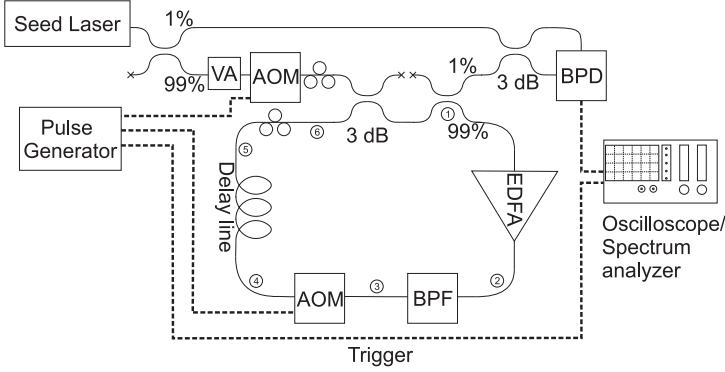 Seed Laser
1%
99%
VA
AOM
1%
3 dB
BPD
Pulse
Generator
3 dB
99%
①
⑥
⑤
Delay line
EDFA
Oscilloscope/
Spectrum
analyzer
④
AOM
③
BPF
②
Trigger